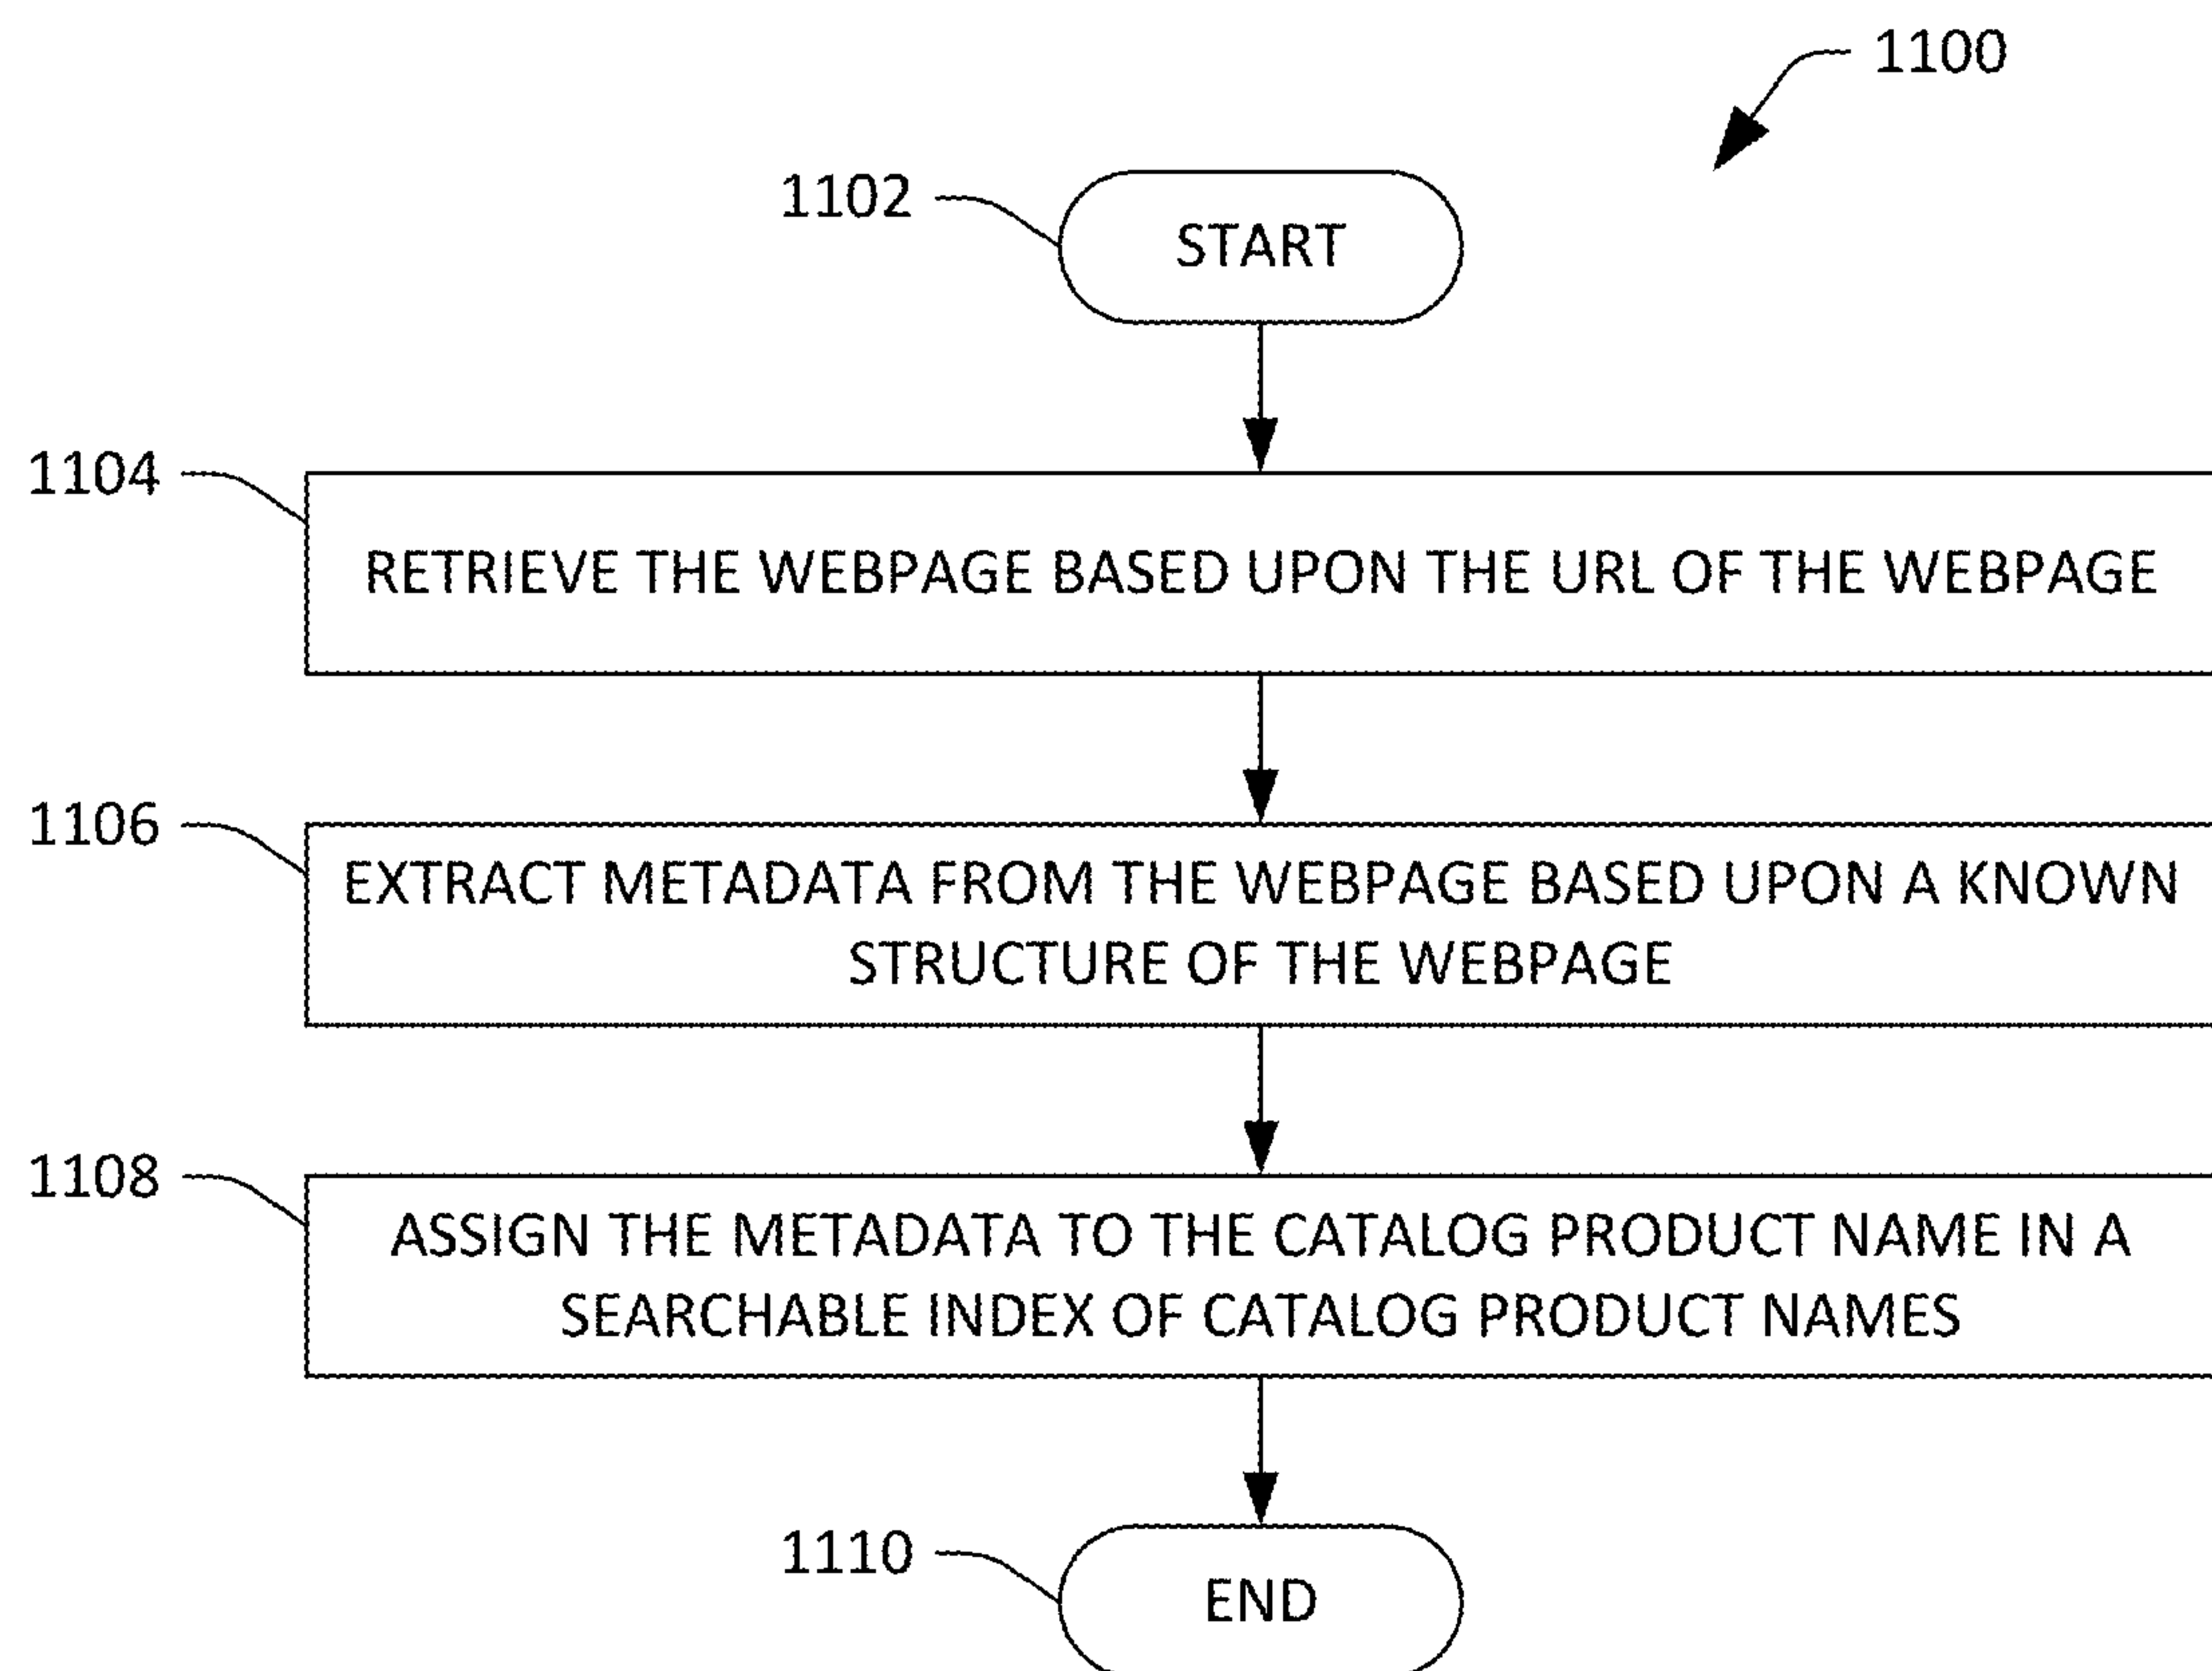 1100
1102
START
1104
RETRIEVE THE WEBPAGE BASED UPON THE URL OF THE WEBPAGE
1106
EXTRACT METADATA FROM THE WEBPAGE BASED UPON A KNOWN
STRUCTURE OF THE WEBPAGE
1108
ASSIGN THE METADATA TO THE CATALOG PRODUCT NAME IN A
SEARCHABLE INDEX OF CATALOG PRODUCT NAMES
1110
END